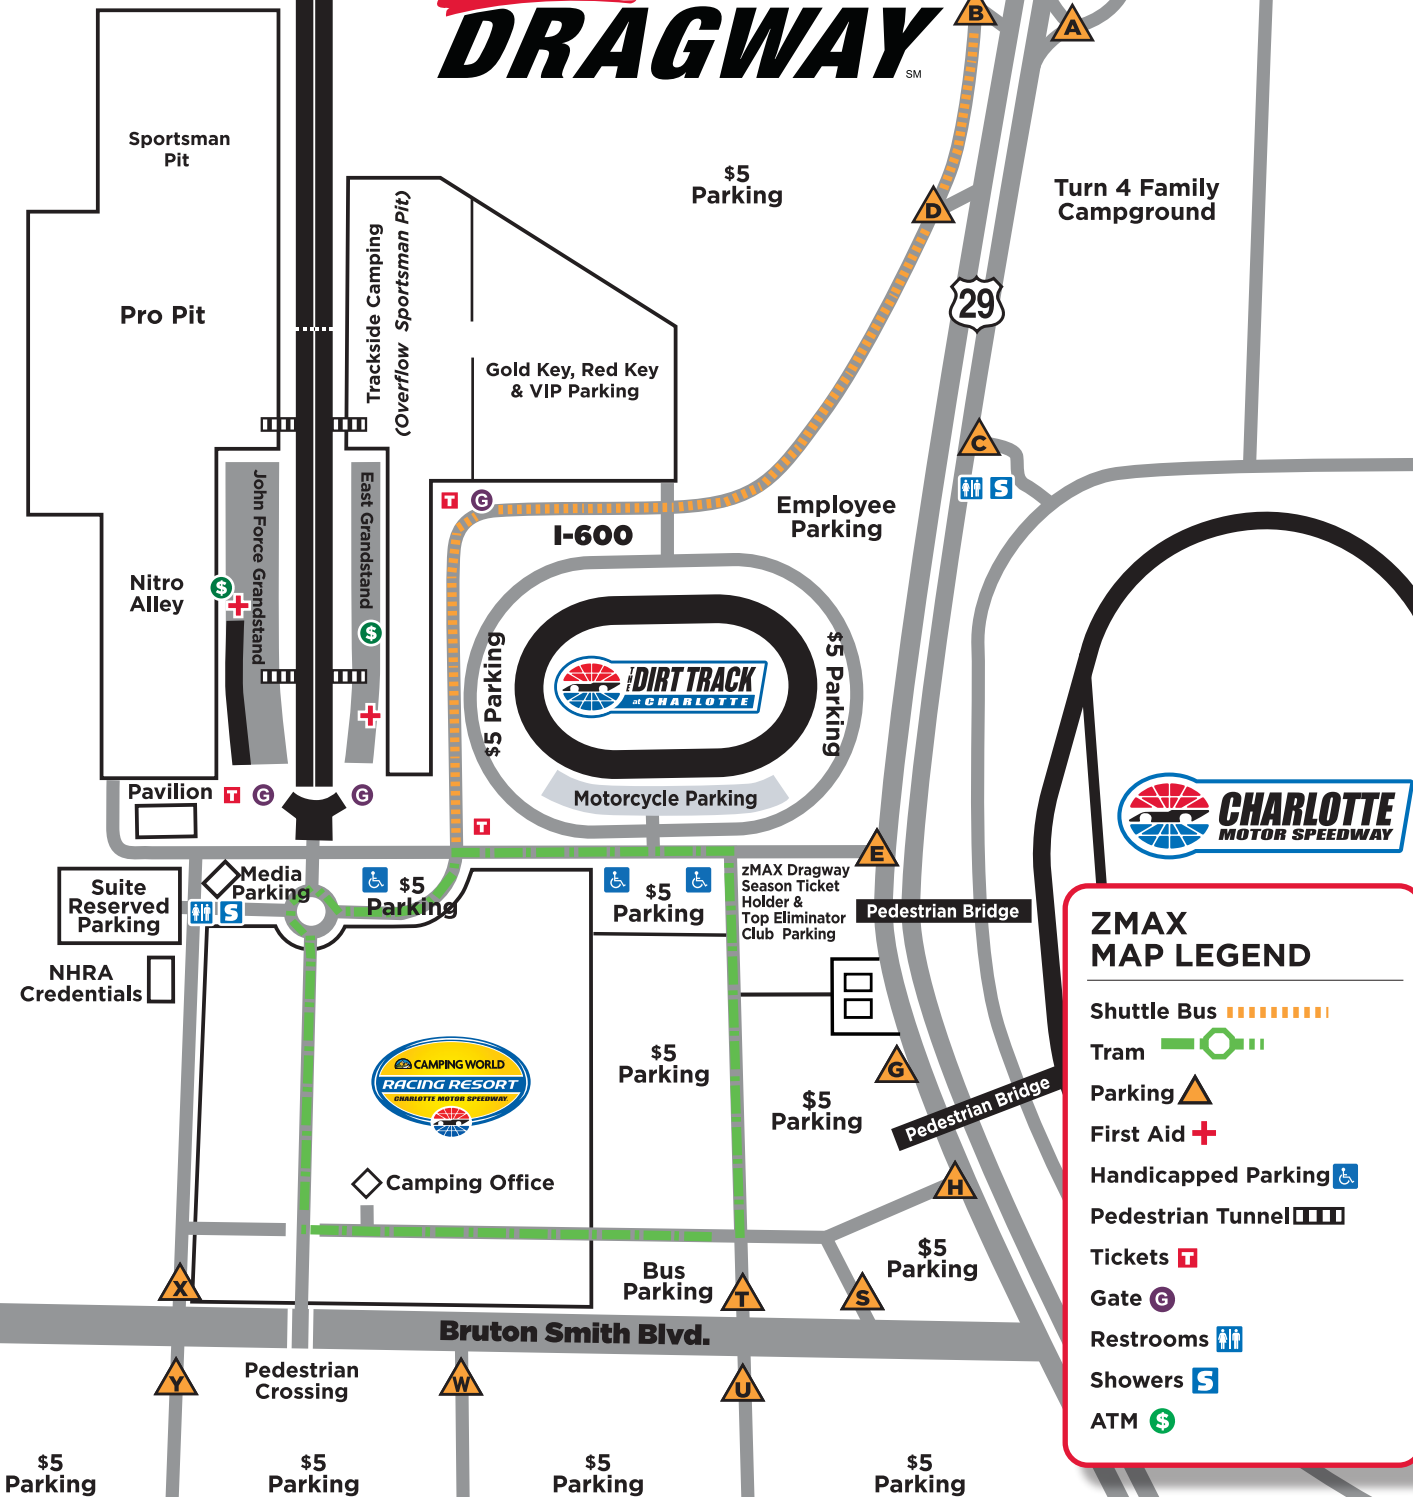 DRAGWAY
SM
B
A
Sportsman
Pit
$5
Parking
Turn 4 Family
Campground
D
Trackside Camping
(Overflow Sportsman Pit)
29
Pro Pit
Gold Key, Red Key
& VIP Parking
C
S
T
G
Employee
Parking
I-600
John Force Grandstand
East Grandstand
Nitro
Alley
$
$
$5 Parking
$5 Parking
THE DIRT TRACK
at CHARLOTTE
Motorcycle Parking
CHARLOTTE
MOTOR SPEEDWAY
Pavilion
T
G
G
T
E
Media
Parking
Suite
Reserved
Parking
S
$5
Parking
$5
Parking
zMAX Dragway
Season Ticket
Holder &
Top Eliminator
Club Parking
Pedestrian Bridge
NHRA
Credentials
CAMPING WORLD
RACING RESORT
CHARLOTTE MOTOR SPEEDWAY
$5
Parking
G
$5
Parking
Pedestrian Bridge
Camping Office
H
$5
Parking
Bus
Parking
X
T
S
Bruton Smith Blvd.
Y
Pedestrian
Crossing
W
U
$5
Parking
$5
Parking
$5
Parking
$5
Parking
ZMAX
MAP LEGEND
Shuttle Bus
Tram
Parking
First Aid
Handicapped Parking
Pedestrian Tunnel
Tickets T
Gate G
Restrooms
Showers S
ATM $